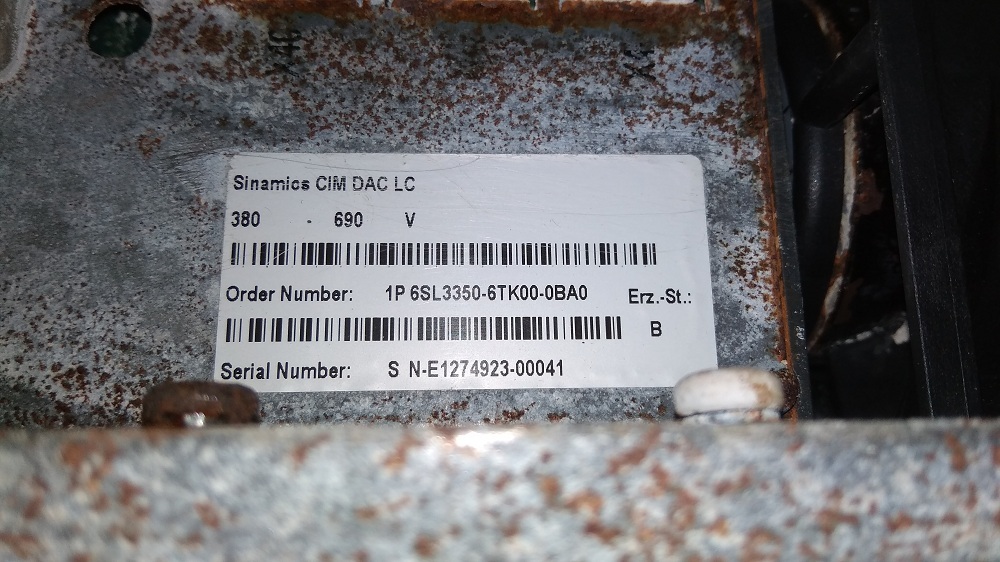 Sinamics CIM DAC LC
380 - 690 V
Order Number: 1P 6SL3350-6TK00-0BA0 Erz.-St.:
B
Serial Number: S N-E1274923-00041